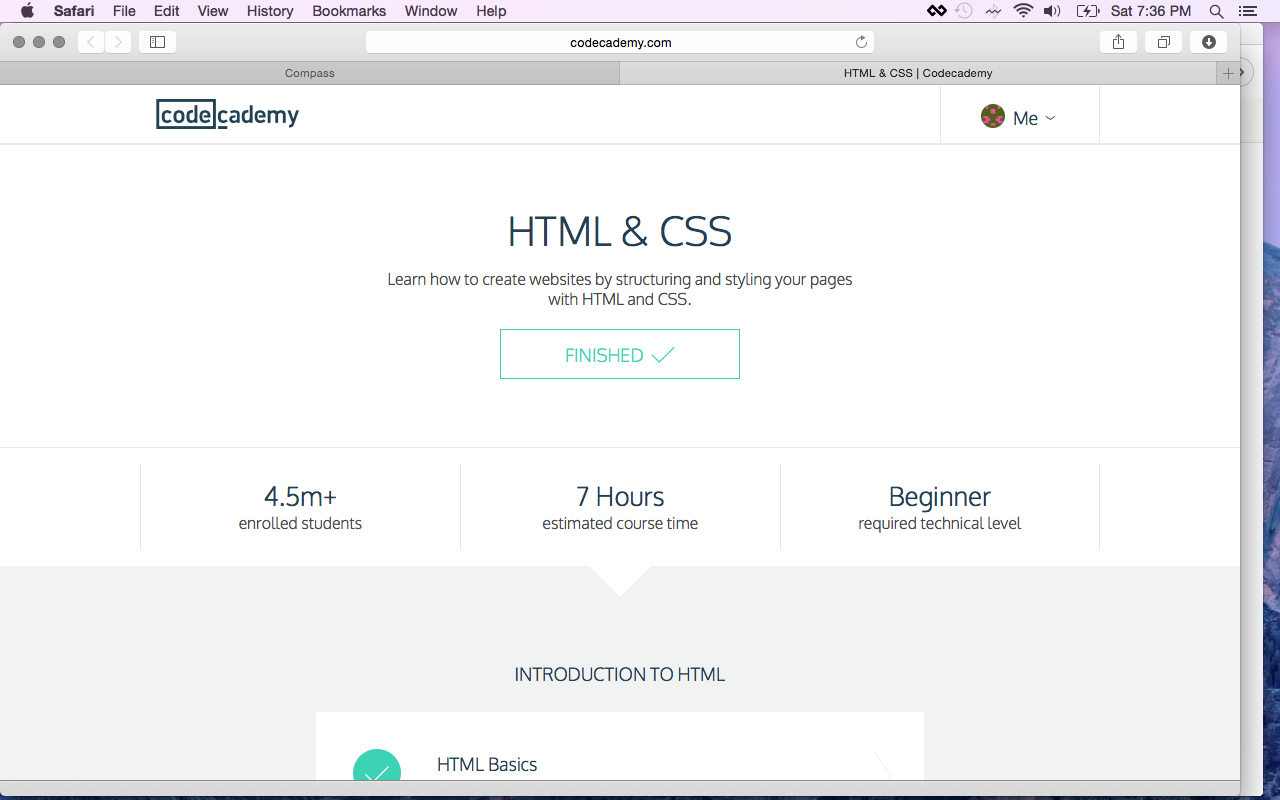 Safari File Edit View History Bookmarks Window Help Sat 7:36 PM
codecademy.com
Compass HTML & CSS | Codecademy
codecademy Me
HTML & CSS
Learn how to create websites by structuring and styling your pages
with HTML and CSS.
FINISHED
4.5m+ 7 Hours Beginner
enrolled students estimated course time required technical level
INTRODUCTION TO HTML
HTML Basics